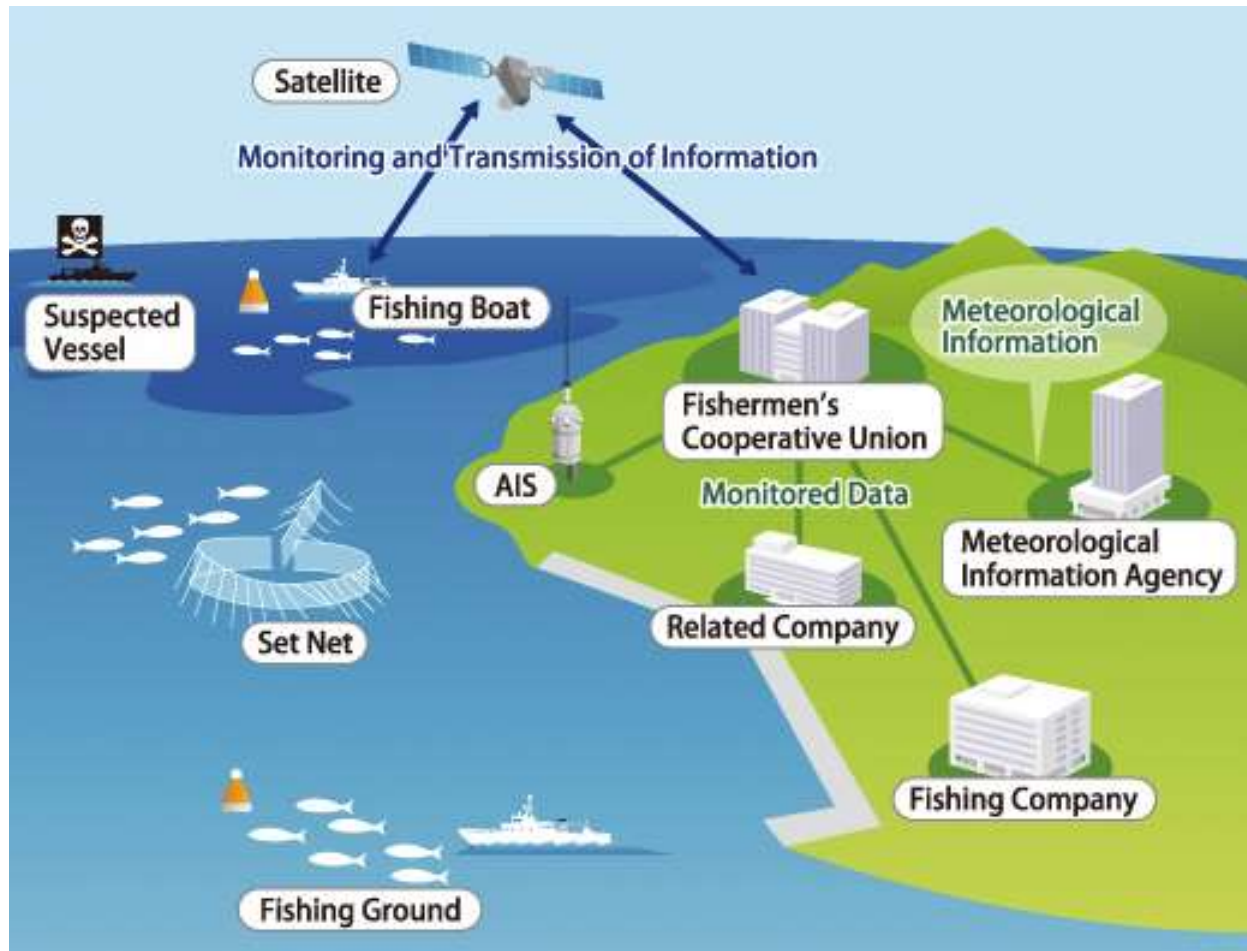 Satellite
Monitoring and Transmission of Information
Suspected
Vessel
Fishing Boat
Meteorological
Information
Fishermen's
Cooperative Union
AIS
Monitored Data
Meteorological
Information Agency
Related Company
Set Net
Fishing Company
Fishing Ground